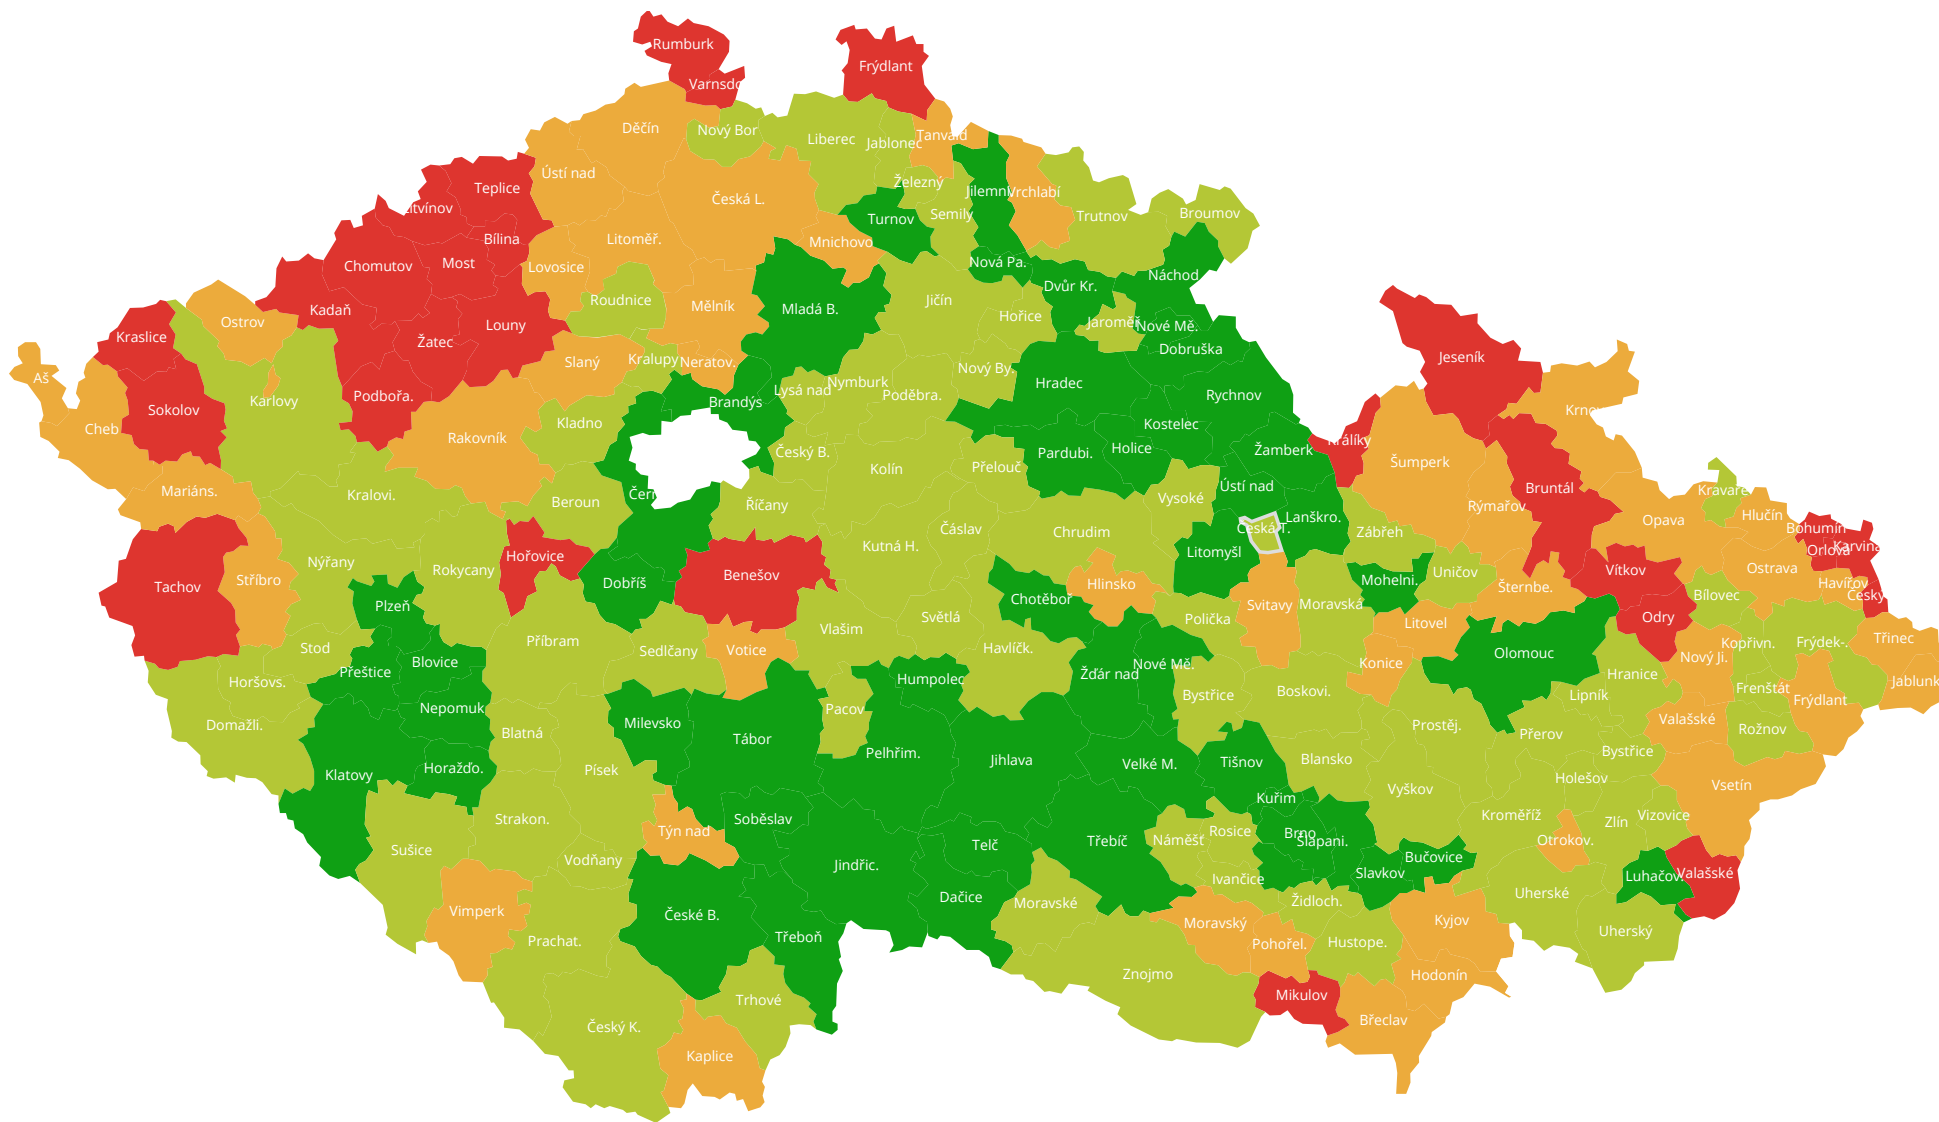 Rumburk
Frýdlant
Varnsdo
Děčín
Nový Bor
Tanvald
Liberec
Jablonec
Ústí nad
Železný
Teplice
Jilemni
Vrchlabí
Česká L.
Litvínov
Semily
Broumov
Trutnov
Turnov
Bílina
Litoměř.
Mnichovo
Most
Nová Pa.
Chomutov
Lovosice
Náchod
Dvůr Kr.
Roudnice
Jičín
Mělník
Mladá B.
Kadaň
Hořice
Ostrov
Jaroměř
Louny
Nové Mě.
Kraslice
Žatec
Dobruška
Jeseník
Kralupy
Slaný
Neratov.
Nový By.
Aš
Nymburk
Hradec
Lysá nad
Poděbra.
Rychnov
Podbořa.
Karlovy
Brandýs
Sokolov
Krnov
Kladno
Kostelec
Cheb
Rakovník
Králíky
Holice
Žamberk
Český B.
Pardubi.
Šumperk
Přelouč
Kolín
Ústí nad
Bruntál
Mariáns.
Kravaře
Kralovi.
Vysoké
Beroun
Říčany
Rýmařov
Hlučín
Lanškro.
Opava
Česká T.
Čáslav
Bohumín
Chrudim
Zábřeh
Kutná H.
Karviná
Orlová
Litomyšl
Hořovice
Nýřany
Rokycany
Vítkov
Ostrava
Uničov
Benešov
Stříbro
Mohelni.
Dobříš
Havířov
Hlinsko
Tachov
Šternbe.
Český
Bílovec
Chotěboř
Plzeň
Svitavy
Moravská
Světlá
Odry
Polička
Litovel
Vlašim
Třinec
Příbram
Frýdek-.
Kopřivn.
Stod
Havlíčk.
Votice
Sedlčany
Olomouc
Nový Ji.
Blovice
Konice
Nové Mě.
Přeštice
Žďár nad
Hranice
Humpolec
Horšovs.
Jablunk
Frenštát
Boskovi.
Bystřice
Lipník
Frýdlant
Nepomuk
Pacov
Valašské
Milevsko
Domažli.
Prostěj.
Rožnov
Blatná
Přerov
Tábor
Bystřice
Pelhřim.
Blansko
Jihlava
Tišnov
Velké M.
Horažďo.
Písek
Klatovy
Holešov
Vsetín
Vyškov
Kuřim
Kroměříž
Vizovice
Strakon.
Soběslav
Zlín
Týn nad
Rosice
Brno
Náměšť
Třebíč
Šlapani.
Otrokov.
Telč
Sušice
Bučovice
Vodňany
Jindřic.
Slavkov
Valašské
Luhačov.
Ivančice
Uherské
Dačice
Židloch.
Moravské
Vimperk
České B.
Kyjov
Moravský
Uherský
Třeboň
Prachat.
Hustope.
Pohořel.
Znojmo
Hodonín
Mikulov
Trhové
Břeclav
Český K.
Kaplice